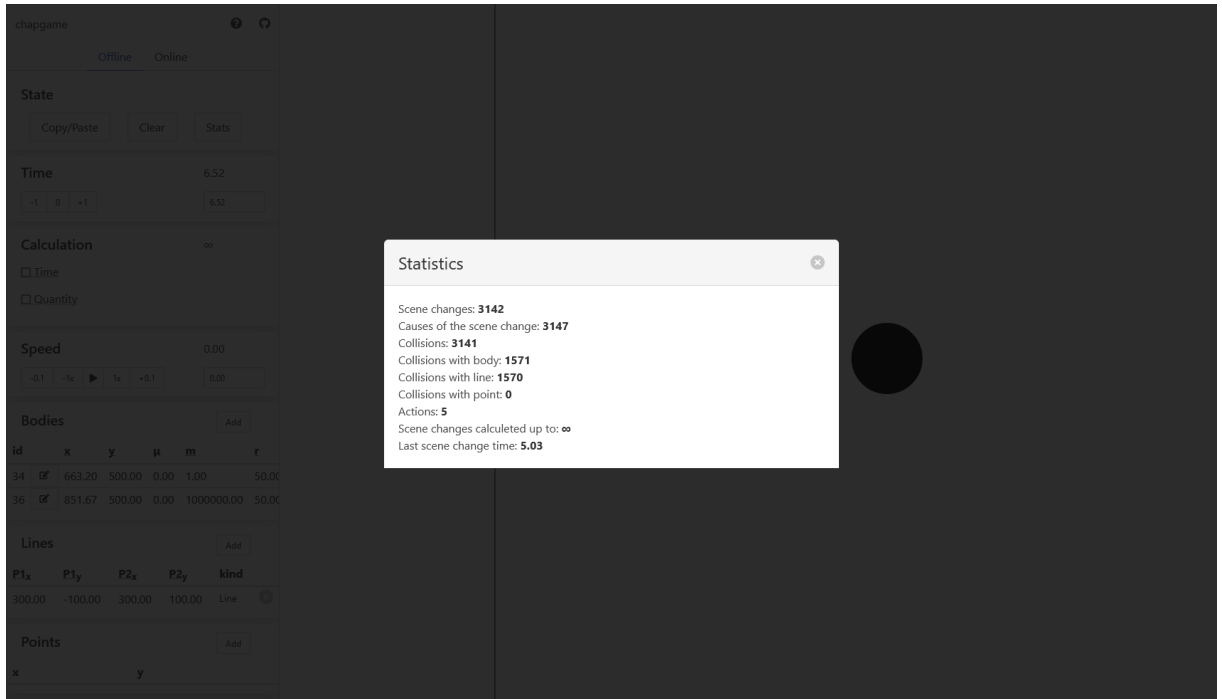 chapgame
Offline Online
State
Copy/Paste Clear Stats
Time 6.52
-1 0 +1 6.52
Calculation ∞
Time
Quantity
Speed 0.00
-0.1 -1x 1x +0.1 0.00
Bodies Add
id x y μ m r
34 663.20 500.00 0.00 1.00 50.00
36 851.67 500.00 0.00 1000000.00 50.00
Lines Add
P1x P1y P2x P2y kind
300.00 -100.00 300.00 100.00 Line
Points Add
x y
Statistics
Scene changes: 3142
Causes of the scene change: 3147
Collisions: 3141
Collisions with body: 1571
Collisions with line: 1570
Collisions with point: 0
Actions: 5
Scene changes calculeted up to: ∞
Last scene change time: 5.03